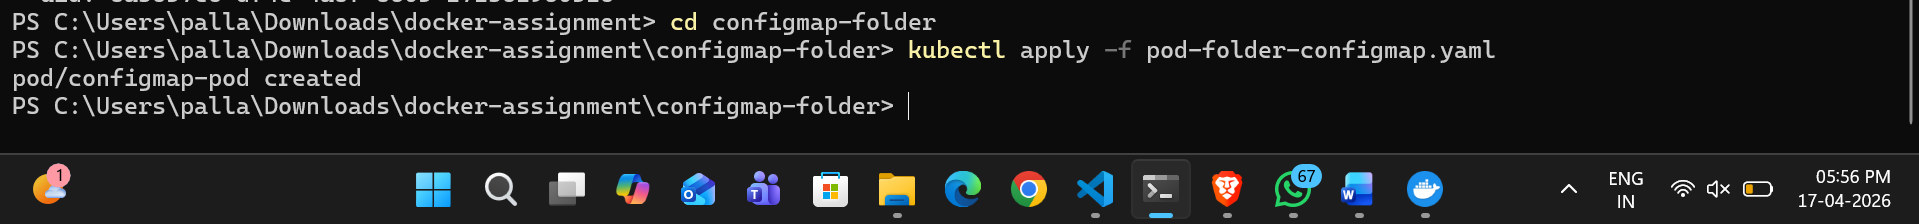 PS C:\Users\palla\Downloads\docker-assignment> cd configmap-folder
PS C:\Users\palla\Downloads\docker-assignment\configmap-folder> kubectl apply -f pod-folder-configmap.yaml
pod/configmap-pod created
PS C:\Users\palla\Downloads\docker-assignment\configmap-folder>
1
67
ENG
IN
05:56 PM
17-04-2026